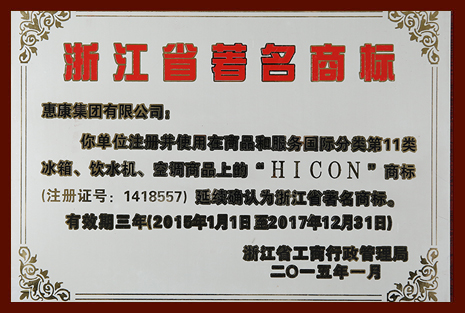 浙江省著名商标
惠康集团有限公司：
你单位注册并使用在商品和服务国际分类第11类
冰箱、饮水机、空调商品上的“HICON”商标
(注册证号：1418557) 延续确认为浙江省著名商标。
有效期三年(2015年1月1日至2017年12月31日)
浙江省工商行政管理局
二〇一五年一月